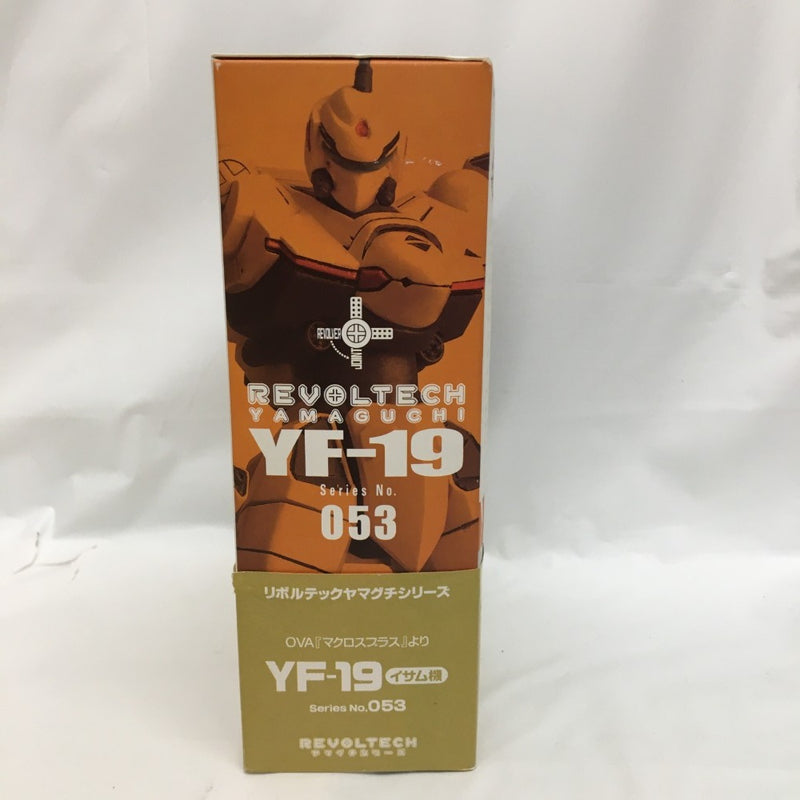 REVOLVER
JOINT
REVOLTECH
YAMAGUCHI
YF-19
Series No.
053
リボルテックヤマグチシリーズ
OVA『マクロスプラス』より
YF-19 イサム機
Series No.053
REVOLTECH
ヤマグチシリーズ